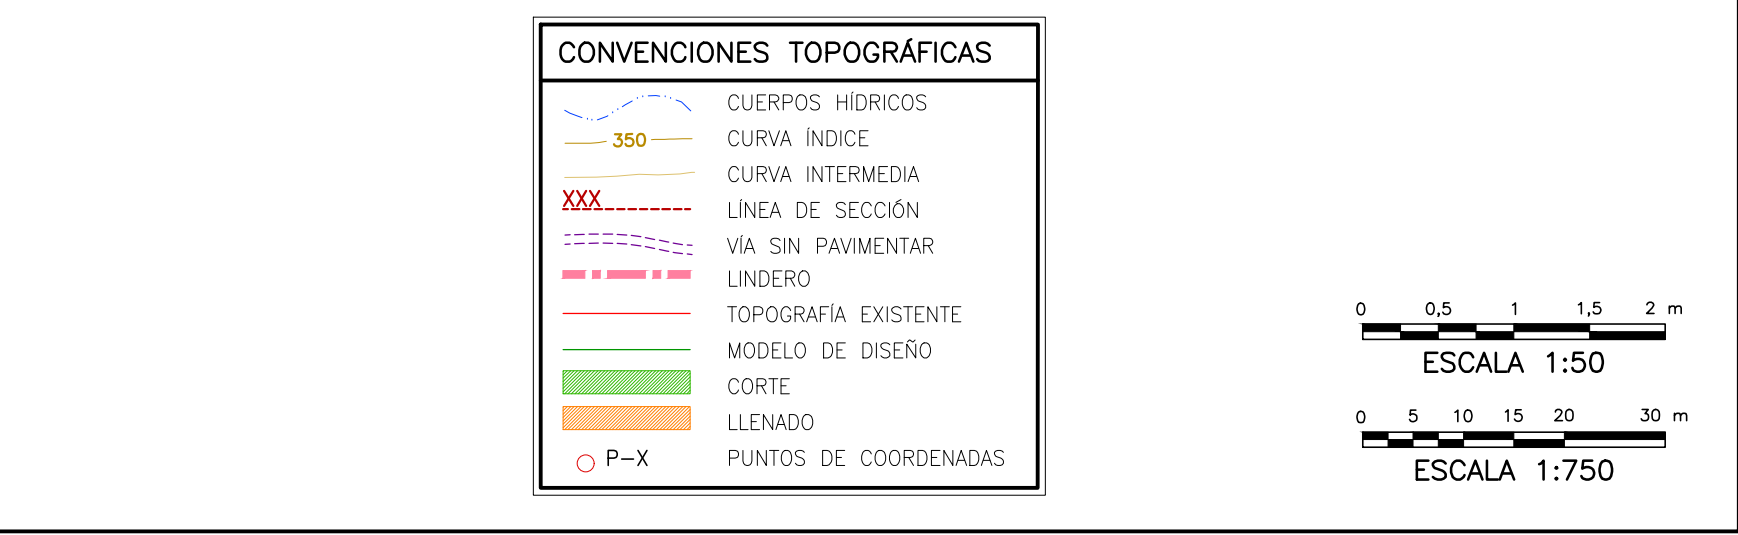 CONVENCIONES TOPOGRÁFICAS
CUERPOS HÍDRICOS
350 CURVA ÍNDICE
CURVA INTERMEDIA
XXX LÍNEA DE SECCIÓN
VÍA SIN PAVIMENTAR
LINDERO
TOPOGRAFÍA EXISTENTE
MODELO DE DISEÑO
CORTE
LLENADO
P-X PUNTOS DE COORDENADAS
0 0,5 1 1,5 2 m
ESCALA 1:50
0 5 10 15 20 30 m
ESCALA 1:750